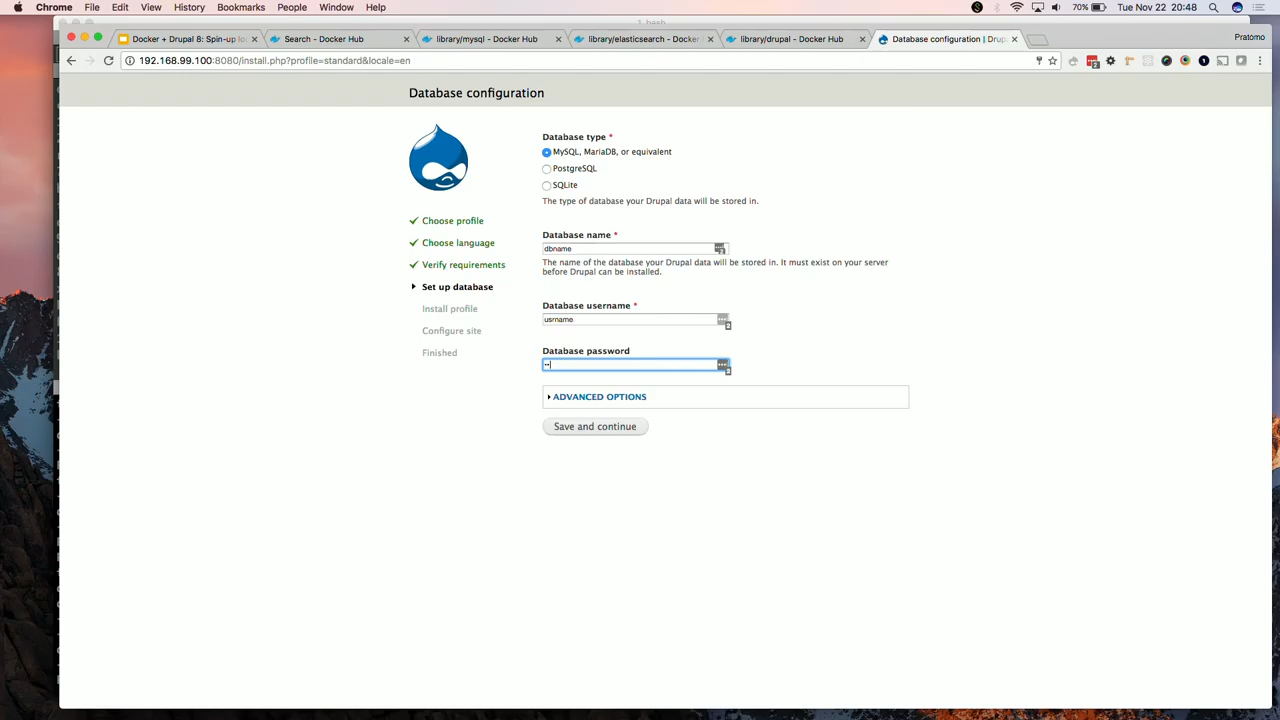 Chrome File Edit View History Bookmarks People Window Help
70% Tue Nov 22 20:48
1. bash
Docker + Drupal 8: Spin-up lo
Search - Docker Hub
library/mysql - Docker Hub
library/elasticsearch - Docker
library/drupal - Docker Hub
Database configuration | Drup
Pratomo
192.168.99.100:8080/install.php?profile=standard&locale=en
Database configuration
Choose profile
Choose language
Verify requirements
Set up database
Install profile
Configure site
Finished
Database type *
MySQL, MariaDB, or equivalent
PostgreSQL
SQLite
The type of database your Drupal data will be stored in.
Database name *
dbname
The name of the database your Drupal data will be stored in. It must exist on your server
before Drupal can be installed.
Database username *
usrname
Database password
ADVANCED OPTIONS
Save and continue